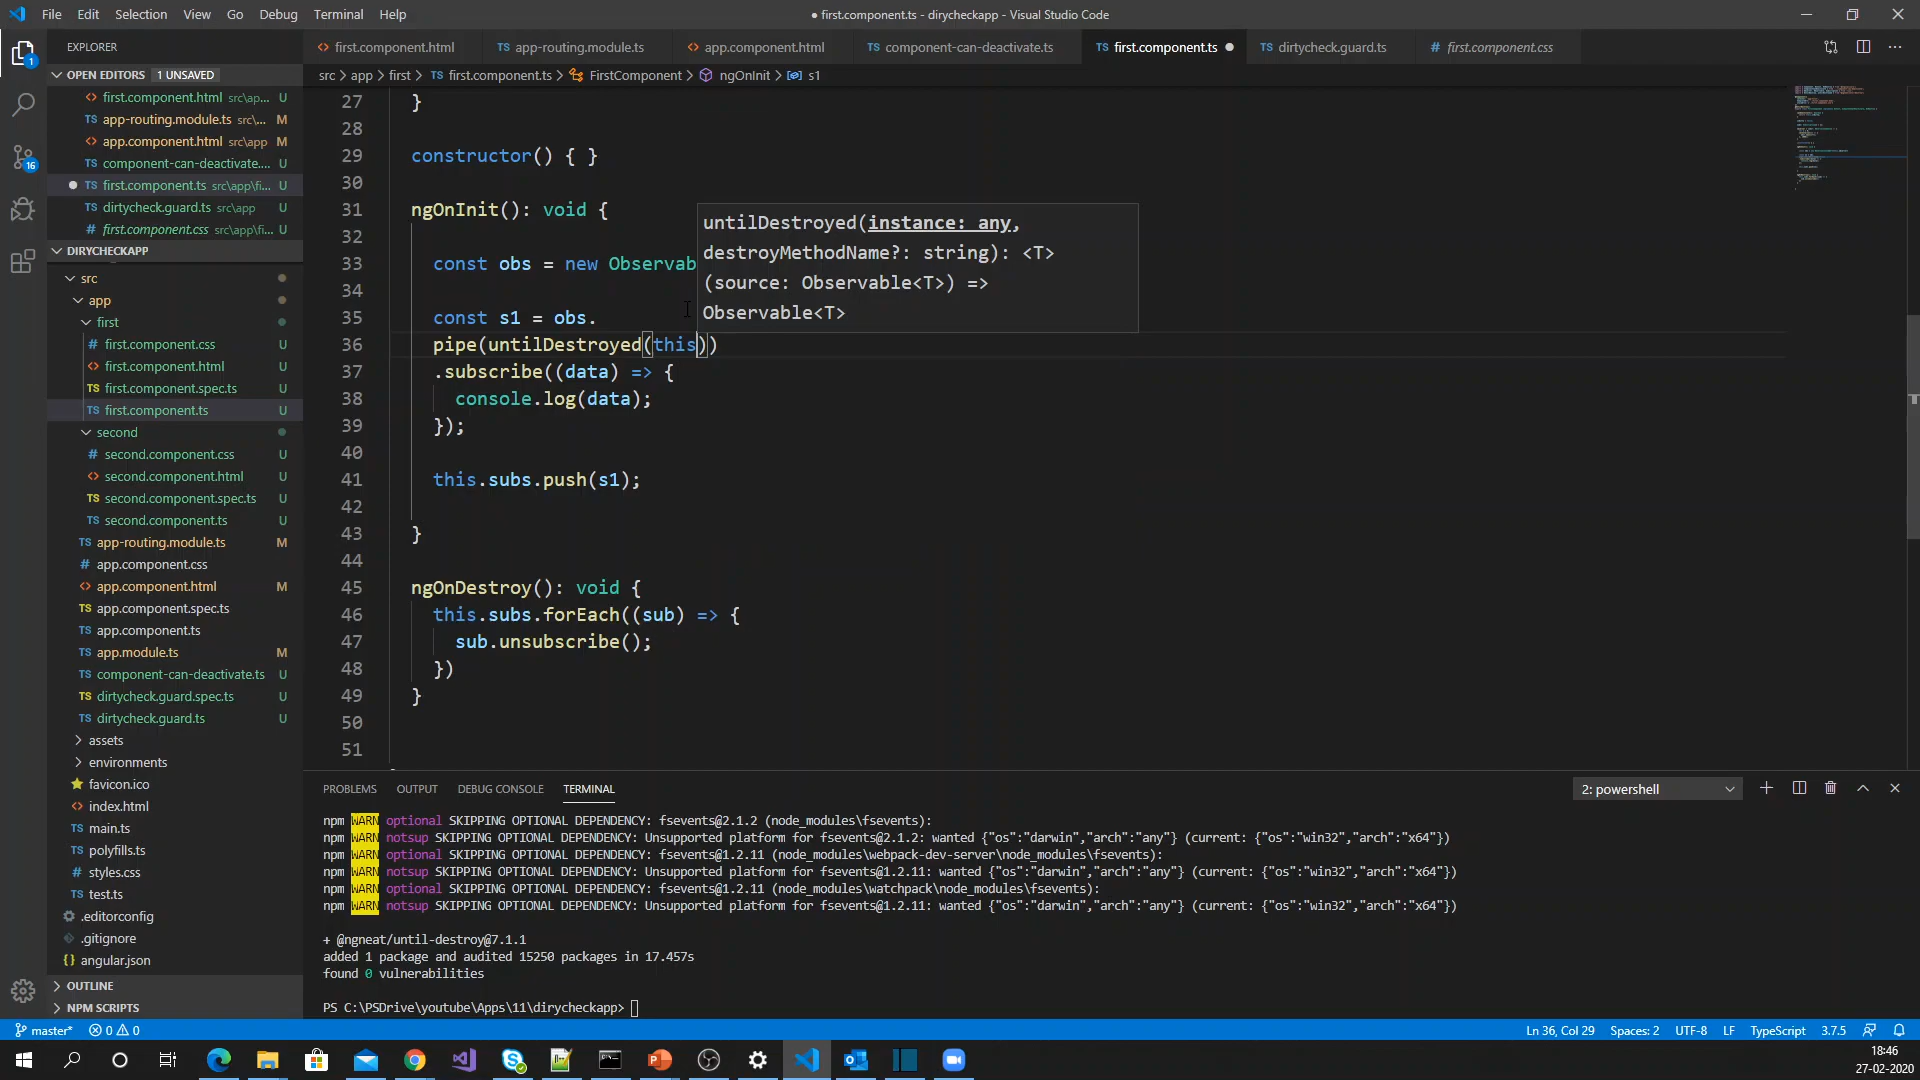 File Edit Selection View Go Debug Terminal Help
● first.component.ts - dirycheckapp - Visual Studio Code
EXPLORER
first.component.html
app-routing.module.ts
app.component.html
component-can-deactivate.ts
first.component.ts
dirtycheck.guard.ts
first.component.css
OPEN EDITORS 1 UNSAVED
src > app > first > TS first.component.ts > FirstComponent > ngOnInit > s1
first.component.html src\ap... U
TS app-routing.module.ts src\... M
app.component.html src\app M
TS component-can-deactivate.... U
TS first.component.ts src\app\fi... U
TS dirtycheck.guard.ts src\app U
first.component.css src\app\fi... U
DIRYCHECKAPP
src
app
first
# first.component.css U
first.component.html U
TS first.component.spec.ts U
TS first.component.ts U
second
# second.component.css U
second.component.html U
TS second.component.spec.ts U
TS second.component.ts U
TS app-routing.module.ts M
# app.component.css
app.component.html M
TS app.component.spec.ts
TS app.component.ts
TS app.module.ts M
TS component-can-deactivate.ts U
TS dirtycheck.guard.spec.ts U
TS dirtycheck.guard.ts U
assets
environments
favicon.ico
index.html
TS main.ts
TS polyfills.ts
# styles.css
TS test.ts
.editorconfig
.gitignore
{} angular.json
OUTLINE
NPM SCRIPTS
27 }
28
29 constructor() { }
30
31 ngOnInit(): void {
32
33 const obs = new Observab
34
35 const s1 = obs.
36 pipe(untilDestroyed(this))
37 .subscribe((data) => {
38 console.log(data);
39 });
40
41 this.subs.push(s1);
42
43 }
44
45 ngOnDestroy(): void {
46 this.subs.forEach((sub) => {
47 sub.unsubscribe();
48 })
49 }
50
51
untilDestroyed(instance: any,
destroyMethodName?: string): <T>
(source: Observable<T>) =>
Observable<T>
PROBLEMS OUTPUT DEBUG CONSOLE TERMINAL
2: powershell
npm WARN optional SKIPPING OPTIONAL DEPENDENCY: fsevents@2.1.2 (node_modules\fsevents):
npm WARN notsup SKIPPING OPTIONAL DEPENDENCY: Unsupported platform for fsevents@2.1.2: wanted {"os":"darwin","arch":"any"} (current: {"os":"win32","arch":"x64"})
npm WARN optional SKIPPING OPTIONAL DEPENDENCY: fsevents@1.2.11 (node_modules\webpack-dev-server\node_modules\fsevents):
npm WARN notsup SKIPPING OPTIONAL DEPENDENCY: Unsupported platform for fsevents@1.2.11: wanted {"os":"darwin","arch":"any"} (current: {"os":"win32","arch":"x64"})
npm WARN optional SKIPPING OPTIONAL DEPENDENCY: fsevents@1.2.11 (node_modules\watchpack\node_modules\fsevents):
npm WARN notsup SKIPPING OPTIONAL DEPENDENCY: Unsupported platform for fsevents@1.2.11: wanted {"os":"darwin","arch":"any"} (current: {"os":"win32","arch":"x64"})
+ @ngneat/until-destroy@7.1.1
added 1 package and audited 15250 packages in 17.457s
found 0 vulnerabilities
PS C:\PSDrive\youtube\Apps\11\dirycheckapp>
master* 0 0
Ln 36, Col 29 Spaces: 2 UTF-8 LF TypeScript 3.7.5
18:46
27-02-2020